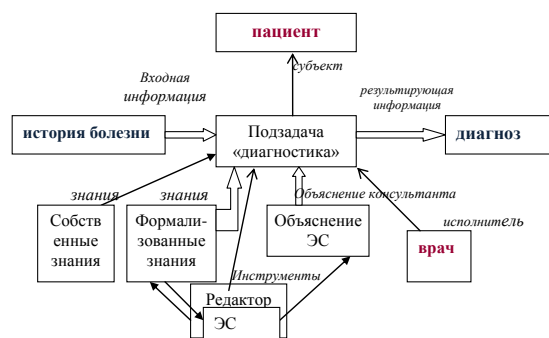 пациент
субъект
Входная
информация
результирующая
информация
история болезни
Подзадача
«диагностика»
диагноз
знания
знания
Объяснение консультанта
Собств
енные
знания
Формали-
зованные
знания
Объяснение
ЭС
исполнитель
врач
Инструменты
Редактор
ЭС